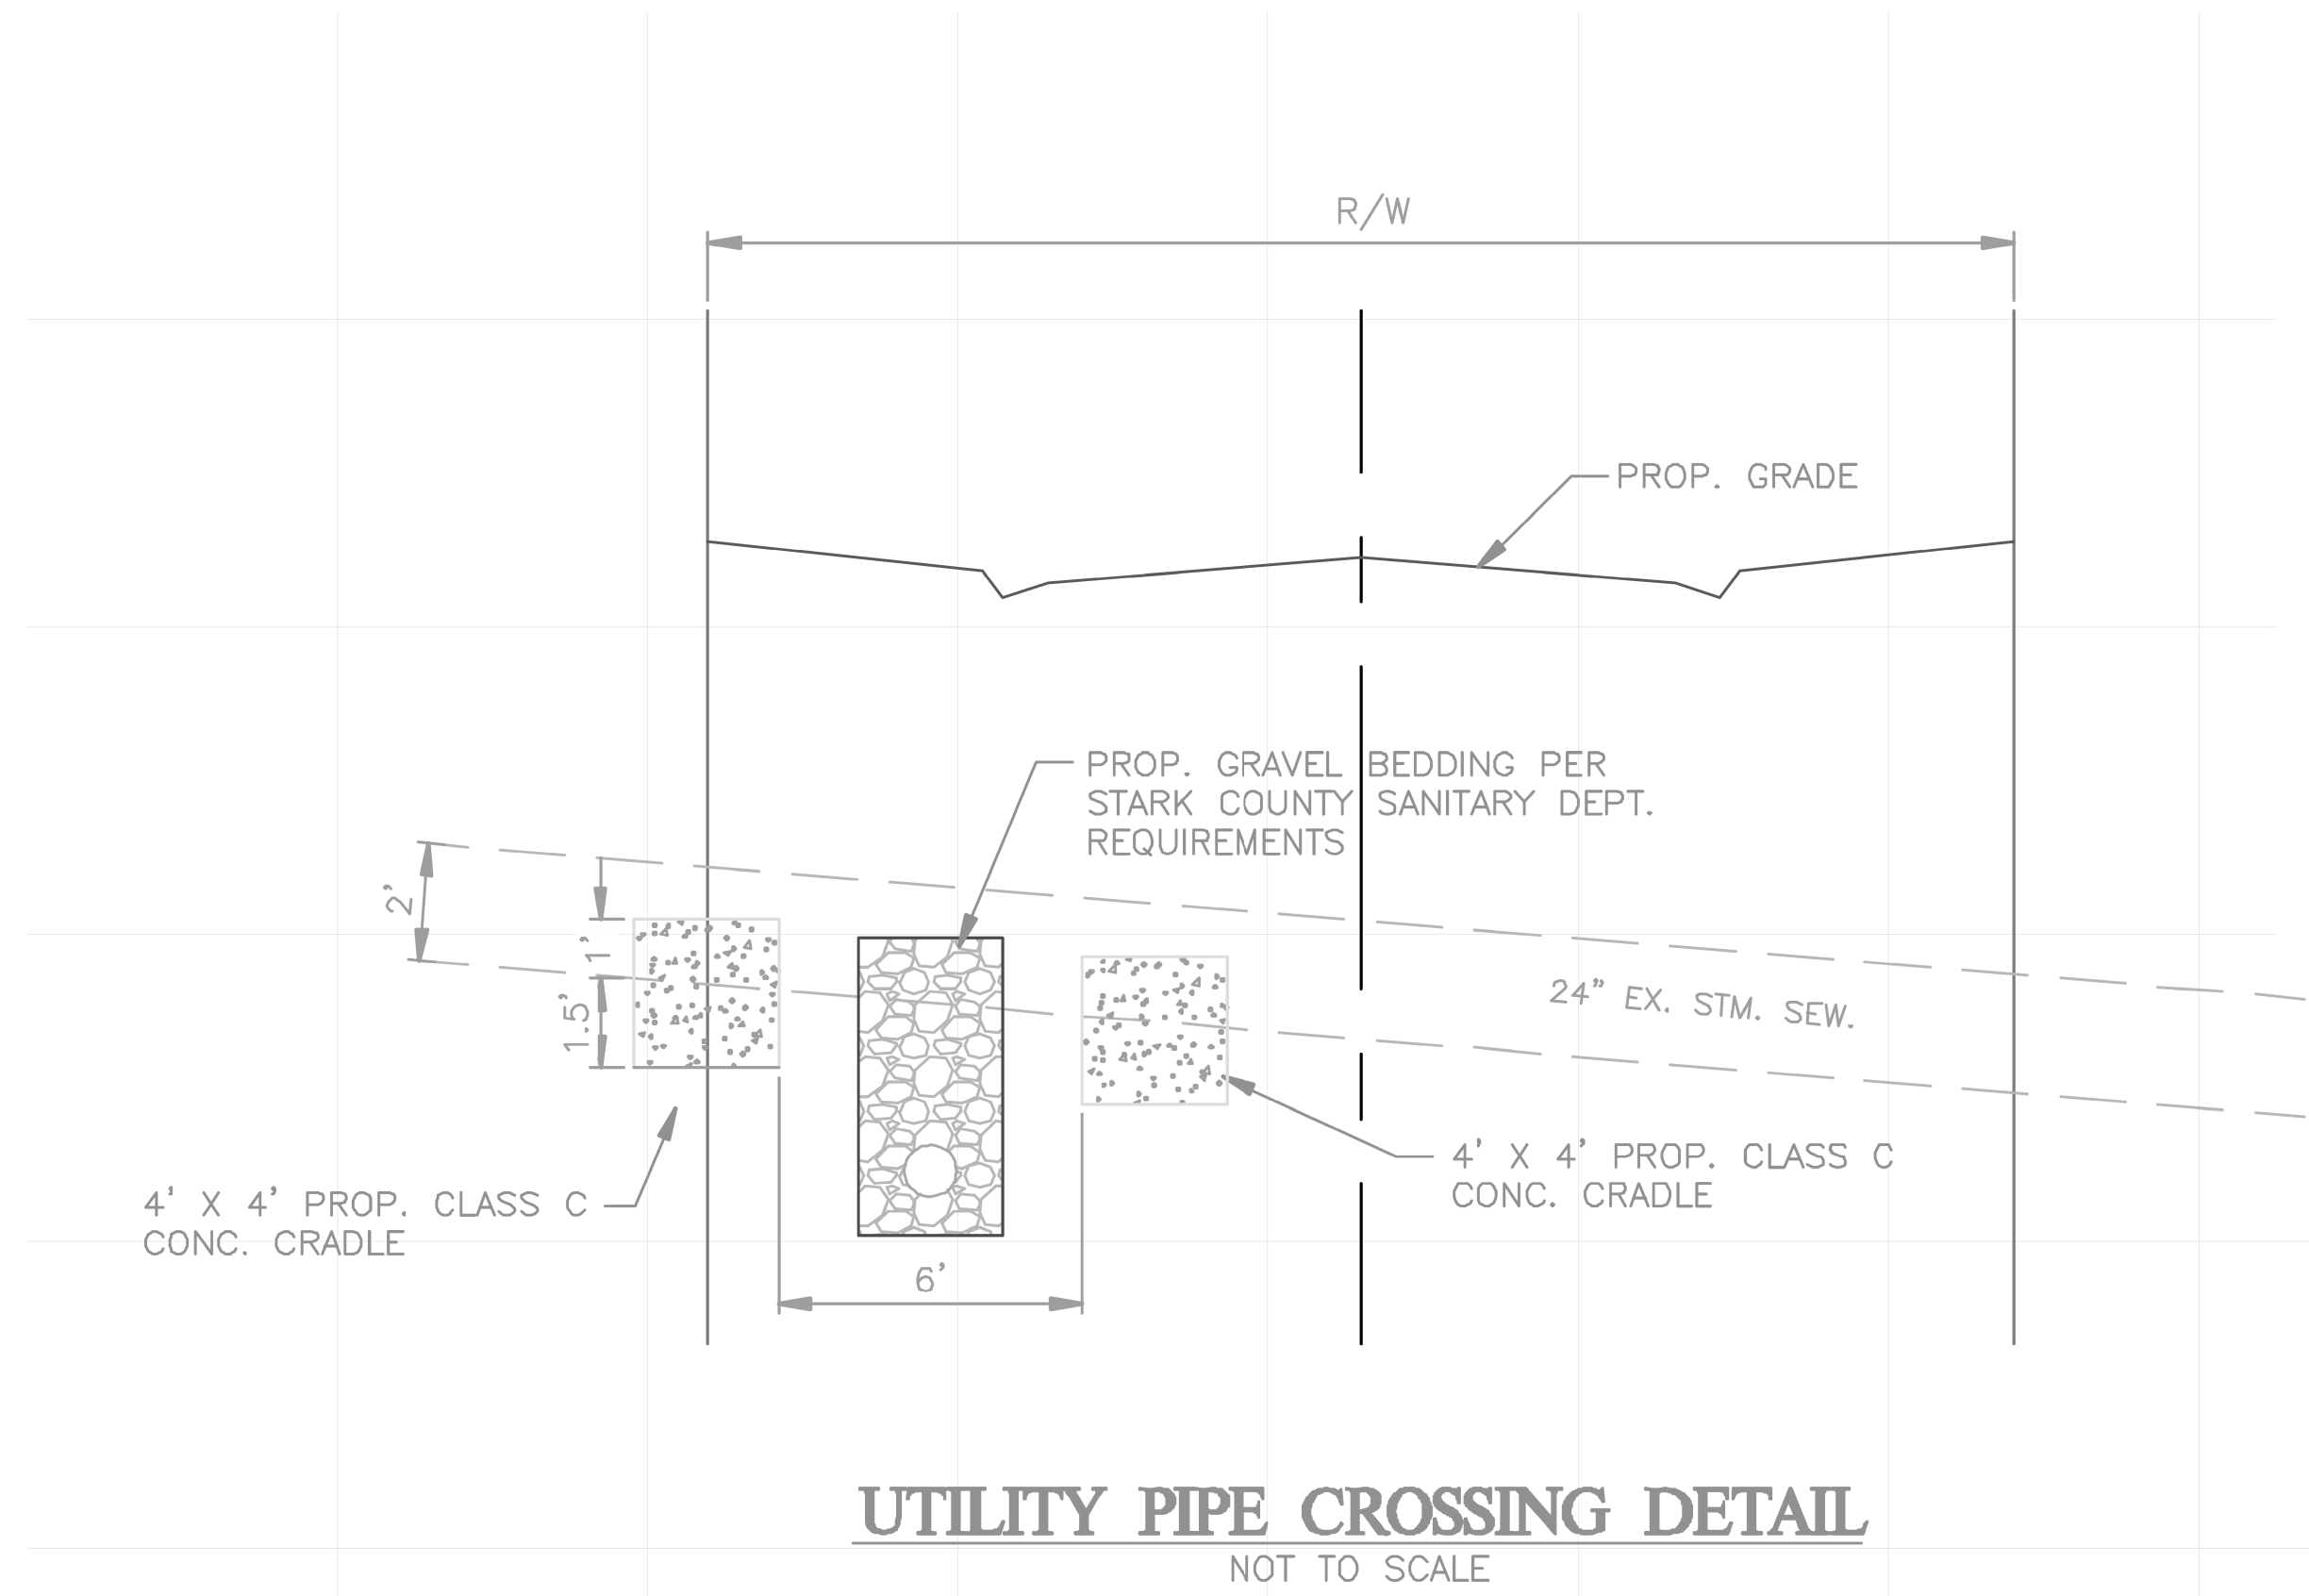 R/W
PROP. GRADE
PROP. GRAVEL BEDDING PER
STARK COUNTY SANITARY DEPT.
REQUIREMENTS
2'
1'
1.5'
24" EX. STM. SEW.
4' X 4' PROP. CLASS C
CONC. CRADLE
4' X 4' PROP. CLASS C
CONC. CRADLE
6'
UTILITY PIPE CROSSING DETAIL
NOT TO SCALE